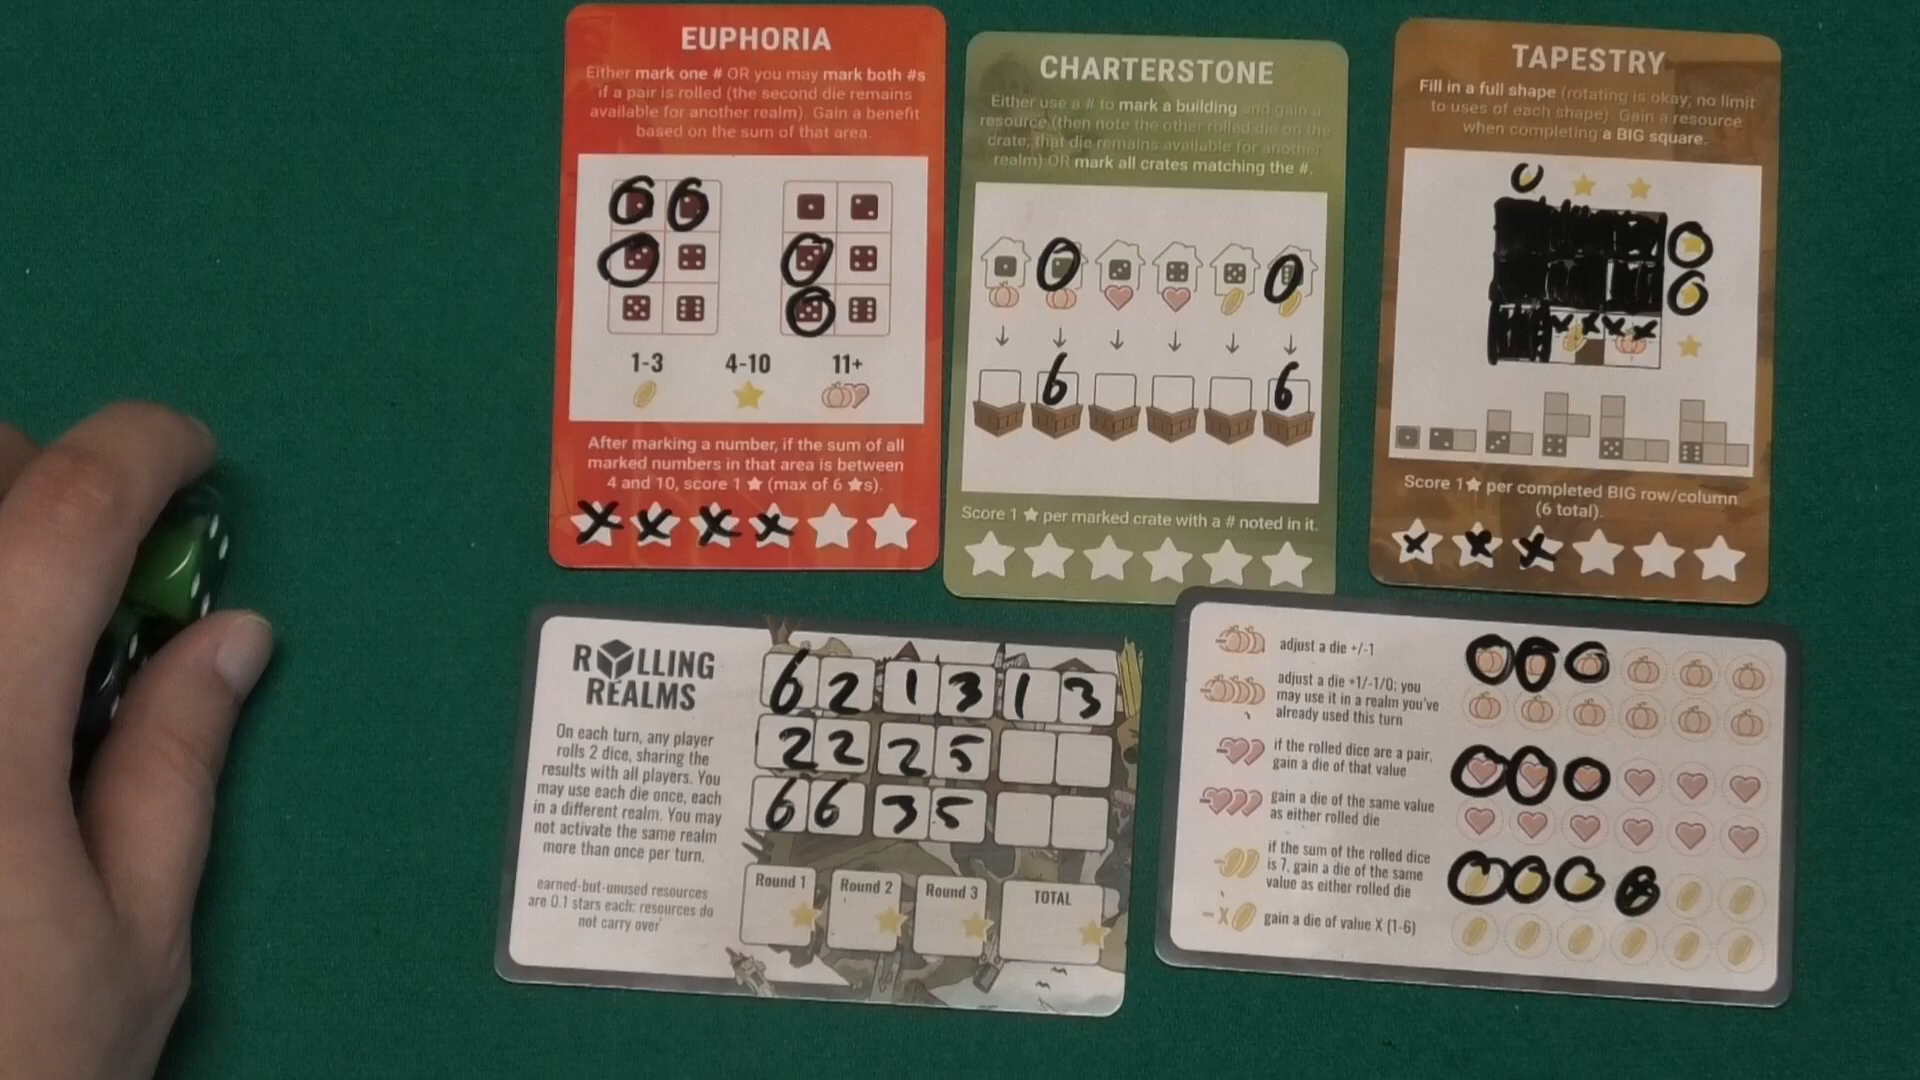 EUPHORIA
Either mark one # OR you may mark both #s
if a pair is rolled (the second die remains
available for another realm). Gain a benefit
based on the sum of that area.
6 6
1-3 4-10 11+
After marking a number, if the sum of all
marked numbers in that area is between
4 and 10, score 1 ★ (max of 6 ★s).
CHARTERSTONE
Either use a # to mark a building and gain a
resource (then note the other rolled die on the
crate; that die remains available for another
realm) OR mark all crates matching the #.
6 6
Score 1 ★ per marked crate with a # noted in it.
TAPESTRY
Fill in a full shape (rotating is okay; no limit
to uses of each shape). Gain a resource
when completing a BIG square.
Score 1★ per completed BIG row/column
(6 total).
ROLLING
REALMS
On each turn, any player
rolls 2 dice, sharing the
results with all players. You
may use each die once, each
in a different realm. You may
not activate the same realm
more than once per turn.
earned-but-unused resources
are 0.1 stars each; resources do
not carry over
6 2 1 3 1 3
2 2 2 5
6 6 3 5
Round 1 Round 2 Round 3 TOTAL
adjust a die +/-1
adjust a die +1/-1/0; you
may use it in a realm you've
already used this turn
if the rolled dice are a pair,
gain a die of that value
gain a die of the same value
as either rolled die
if the sum of the rolled dice
is 7, gain a die of the same
value as either rolled die
-X gain a die of value X (1-6)